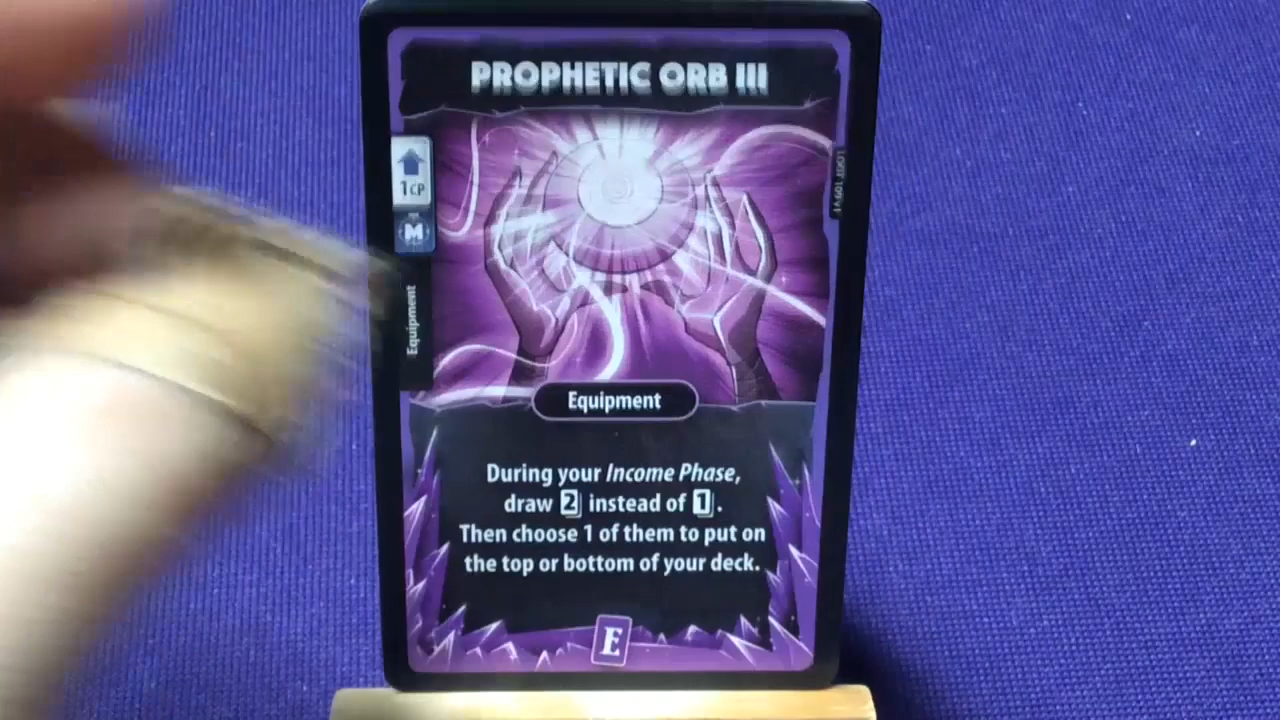 PROPHETIC ORB III
1CP
M
Equipment
Equipment
During your Income Phase,
draw 2 instead of 1.
Then choose 1 of them to put on
the top or bottom of your deck.
E